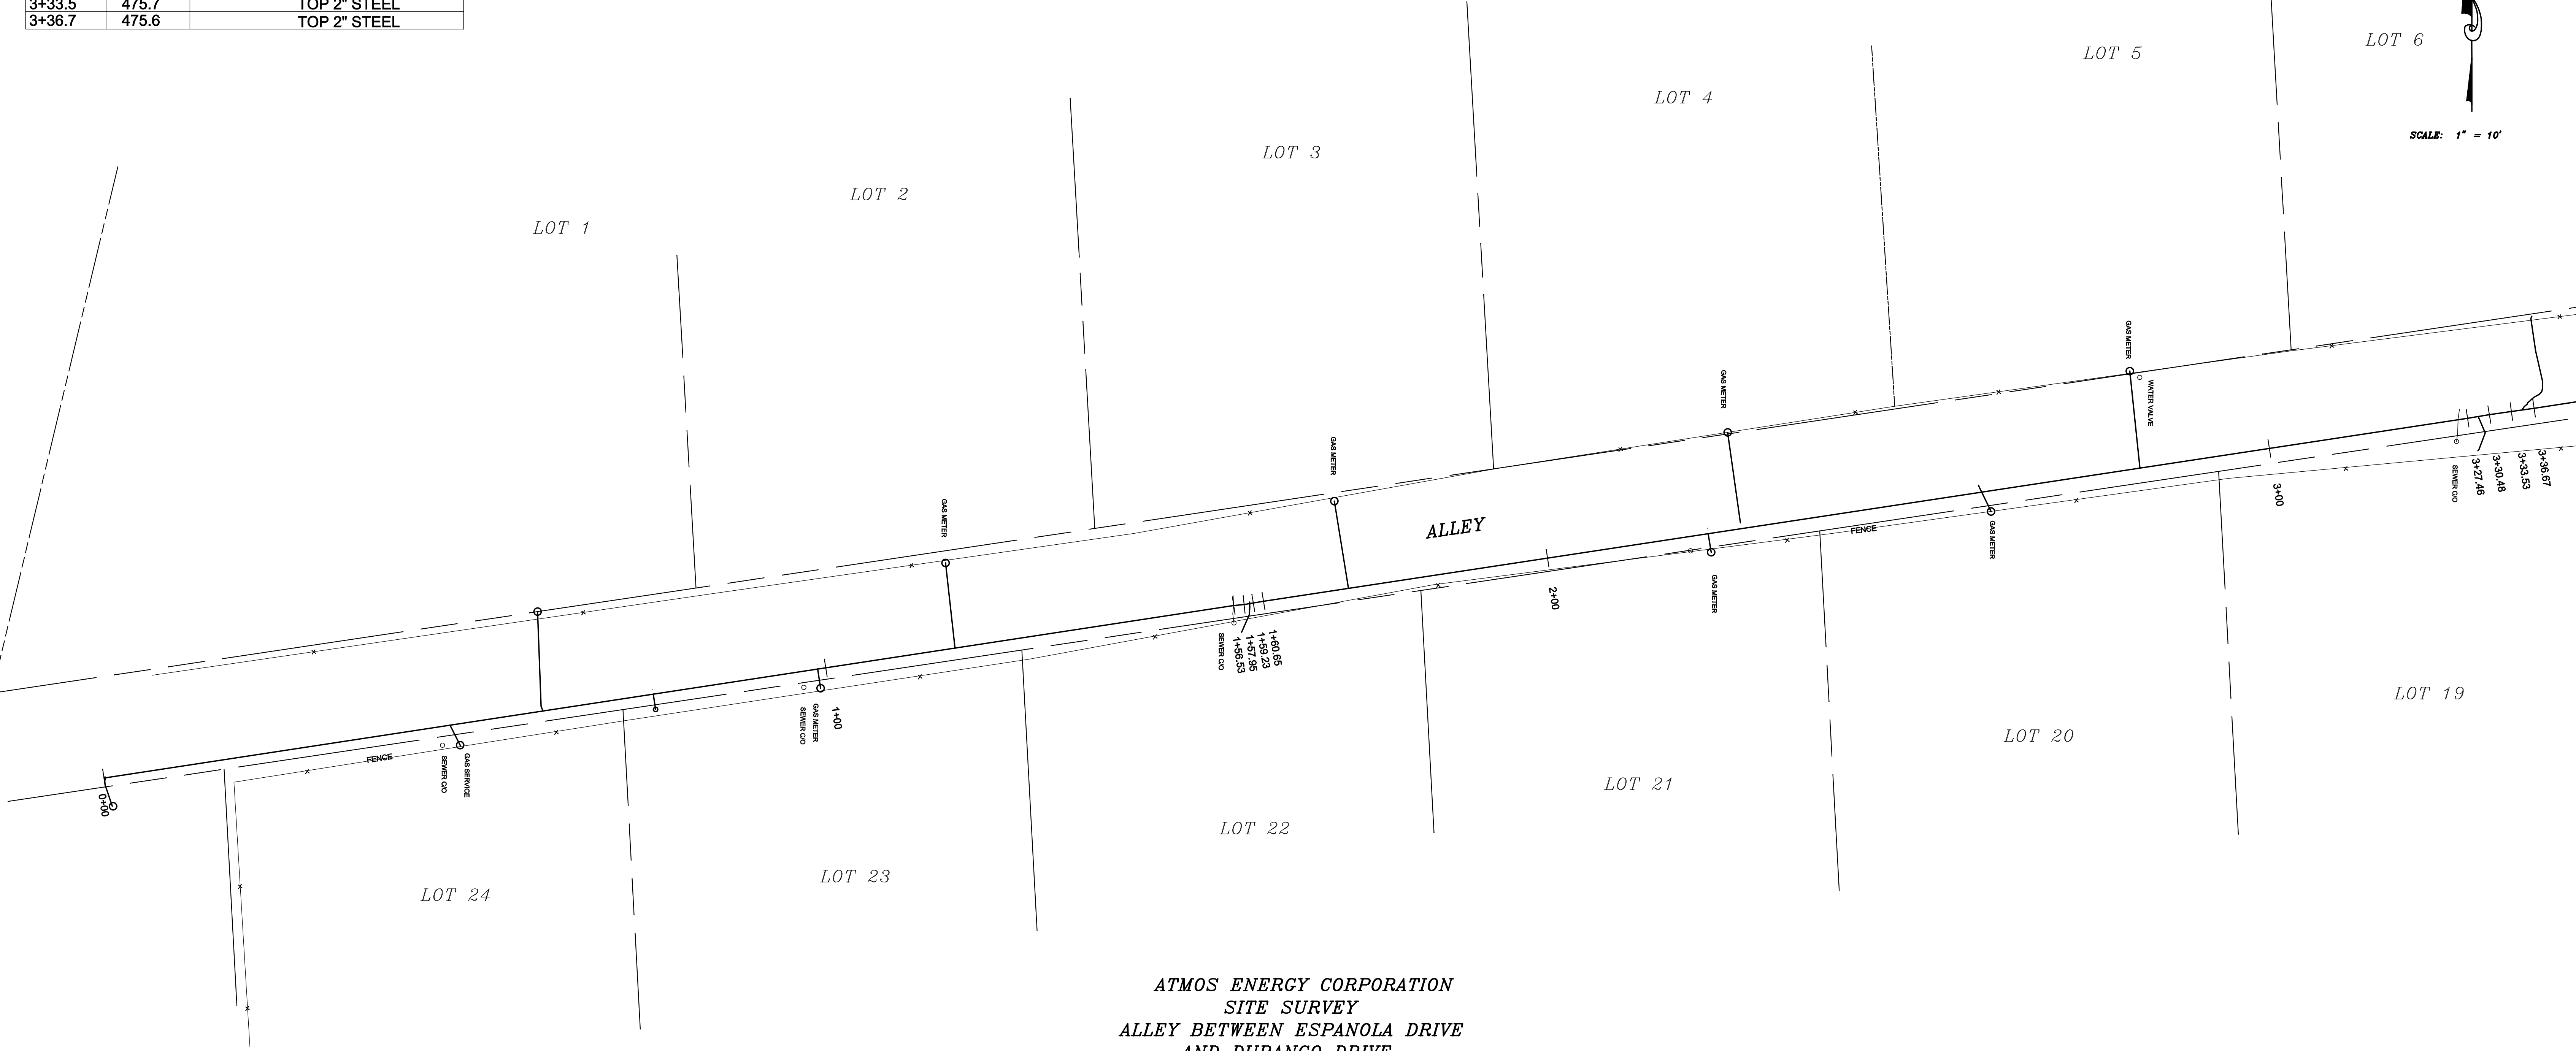 3+33.5 475.7 TOP 2" STEEL
3+36.7 475.6 TOP 2" STEEL
LOT 6
LOT 5
LOT 4
SCALE: 1" = 10'
LOT 3
LOT 2
LOT 1
GAS METER
WATER VALVE
GAS METER
GAS METER
GAS METER
ALLEY
3+36.67
3+33.53
3+30.48
3+27.46
SEWER C/O
3+00
FENCE
GAS METER
GAS METER
2+00
1+60.65
1+59.23
1+57.95
1+56.53
SEWER C/O
1+00
GAS METER
SEWER C/O
FENCE
GAS SERVICE
SEWER C/O
0+00
LOT 19
LOT 20
LOT 21
LOT 22
LOT 23
LOT 24
ATMOS ENERGY CORPORATION
SITE SURVEY
ALLEY BETWEEN ESPANOLA DRIVE
AND DURANGO DRIVE